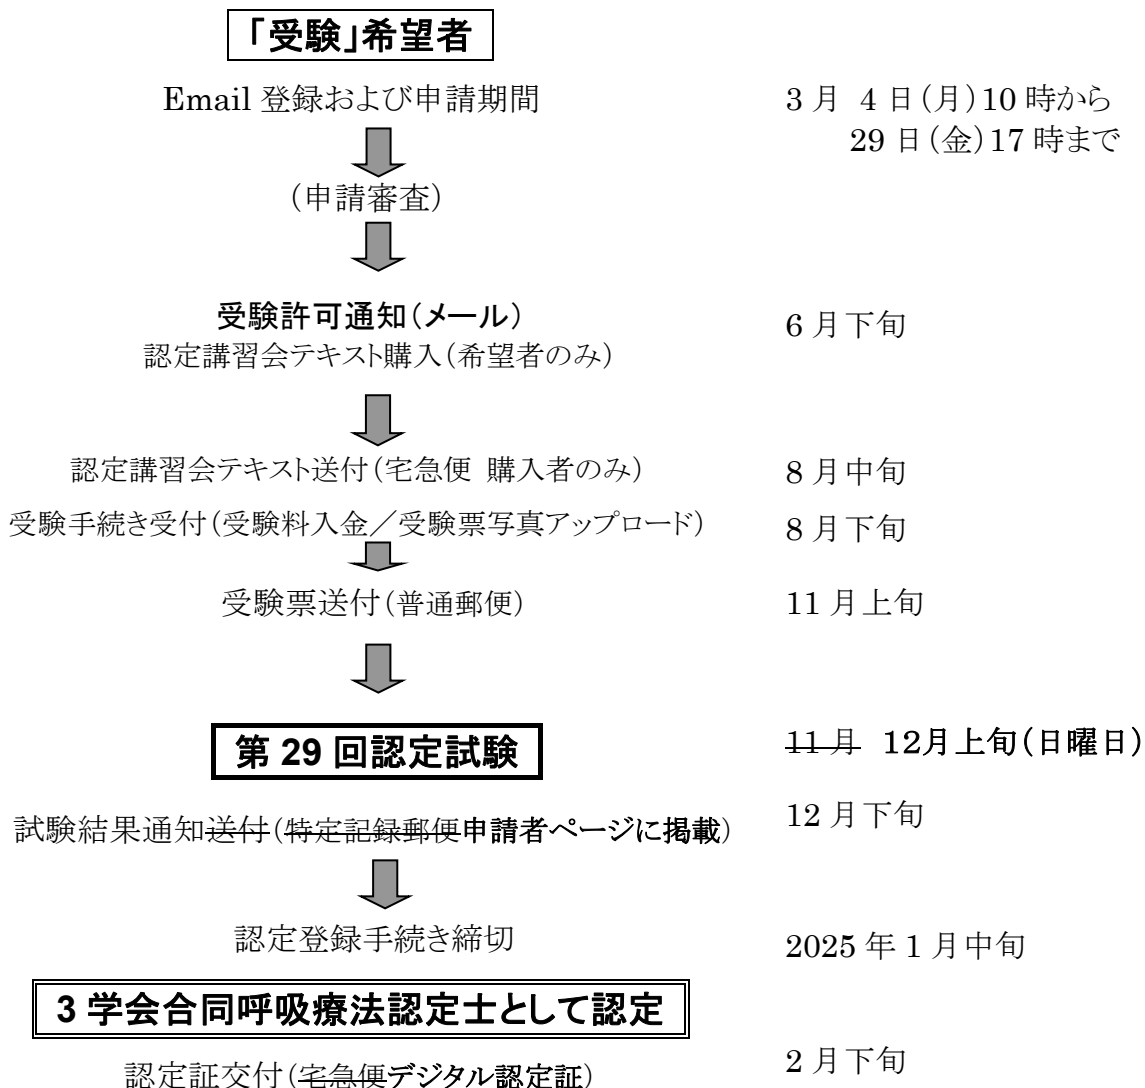 「受験」希望者
Email 登録および申請期間 3 月 4 日(月)10 時から
29 日(金)17 時まで
(申請審査)
受験許可通知(メール)
6 月下旬
認定講習会テキスト購入(希望者のみ)
認定講習会テキスト送付(宅急便 購入者のみ) 8 月中旬
受験手続き受付(受験料入金/受験票写真アップロード) 8 月下旬
受験票送付(普通郵便) 11 月上旬
第 29 回認定試験 11 月 12月上旬(日曜日)
試験結果通知送付(特定記録郵便申請者ページに掲載) 12 月下旬
認定登録手続き締切 2025 年 1 月中旬
3 学会合同呼吸療法認定士として認定
認定証交付(宅急便デジタル認定証) 2 月下旬